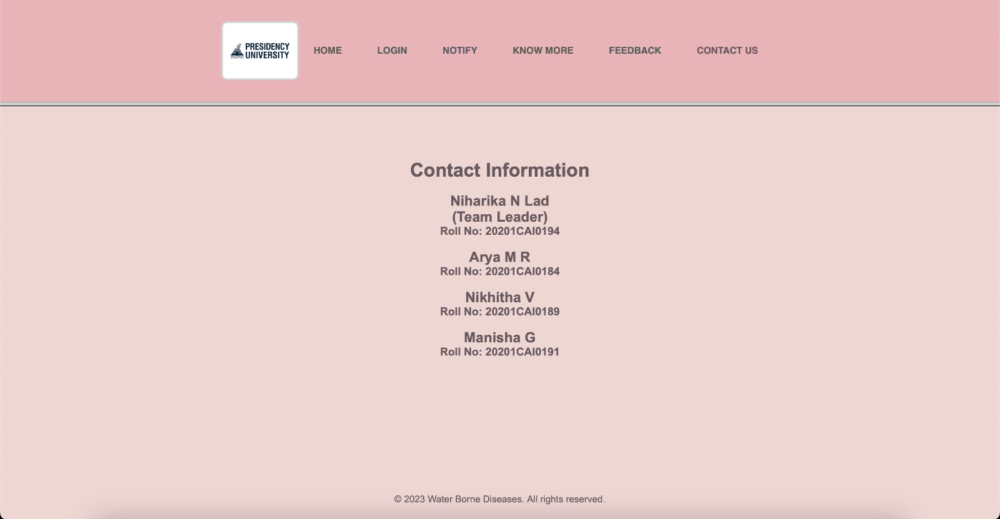 PRESIDENCY
UNIVERSITY
HOME LOGIN NOTIFY KNOW MORE FEEDBACK CONTACT US
Contact Information
Niharika N Lad
(Team Leader)
Roll No: 20201CAI0194
Arya M R
Roll No: 20201CAI0184
Nikhitha V
Roll No: 20201CAI0189
Manisha G
Roll No: 20201CAI0191
© 2023 Water Borne Diseases. All rights reserved.